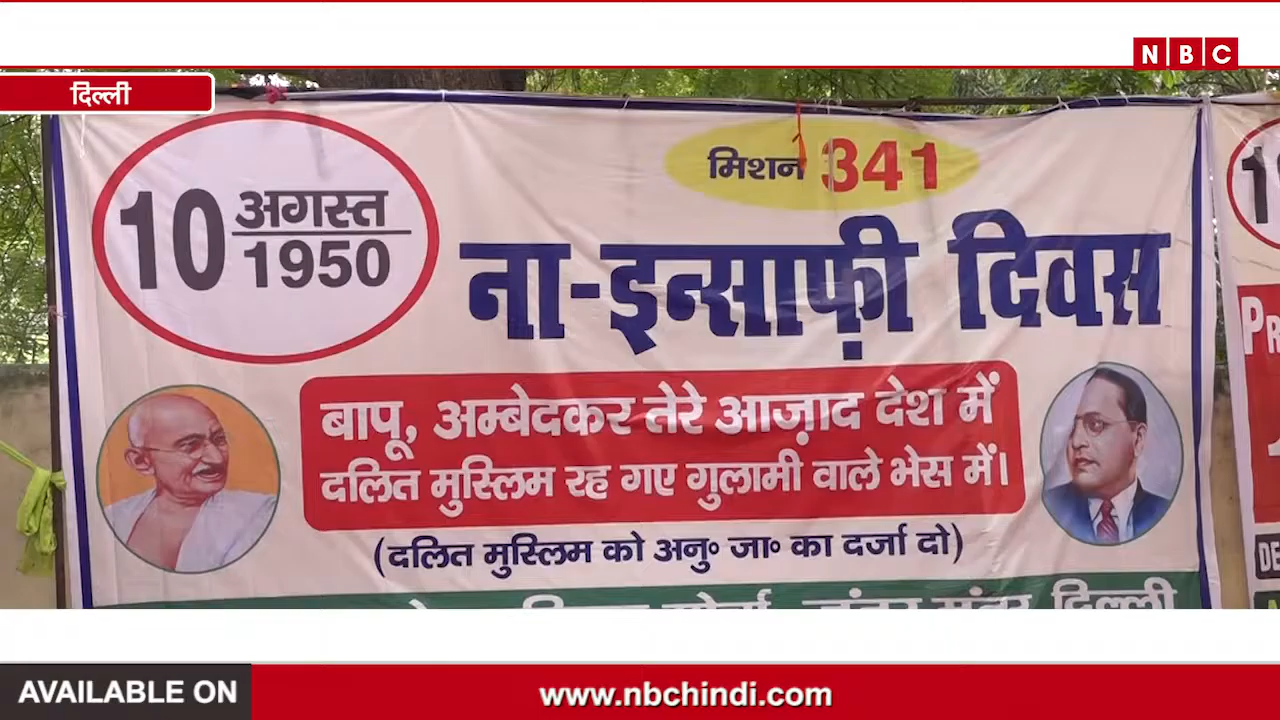 NBC
दिल्ली
10 अगस्त
1950
मिशन 341
ना-इन्साफ़ी दिवस
बापू, अम्बेदकर तेरे आज़ाद देश में
दलित मुस्लिम रह गए गुलामी वाले भेस में।
(दलित मुस्लिम को अनु॰ जा॰ का दर्जा दो)
दिल्ली
AVAILABLE ON
www.nbchindi.com